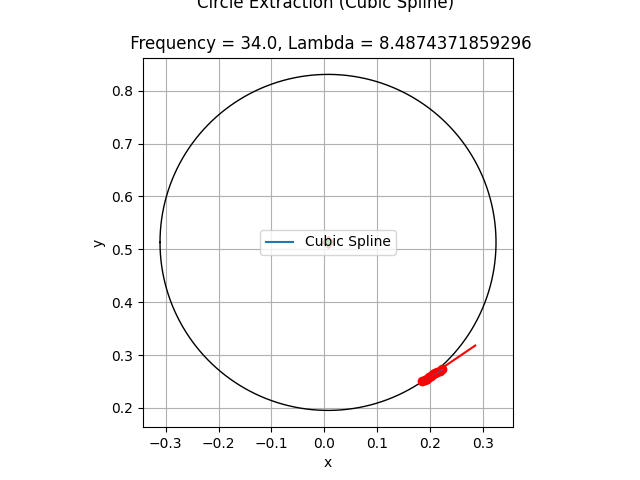 Circle Extraction (Cubic Spline)
Frequency = 34.0, Lambda = 8.4874371859296
0.8
0.7
0.6
0.5
0.4
0.3
0.2
y
Cubic Spline
−0.3 −0.2 −0.1 0.0 0.1 0.2 0.3
x